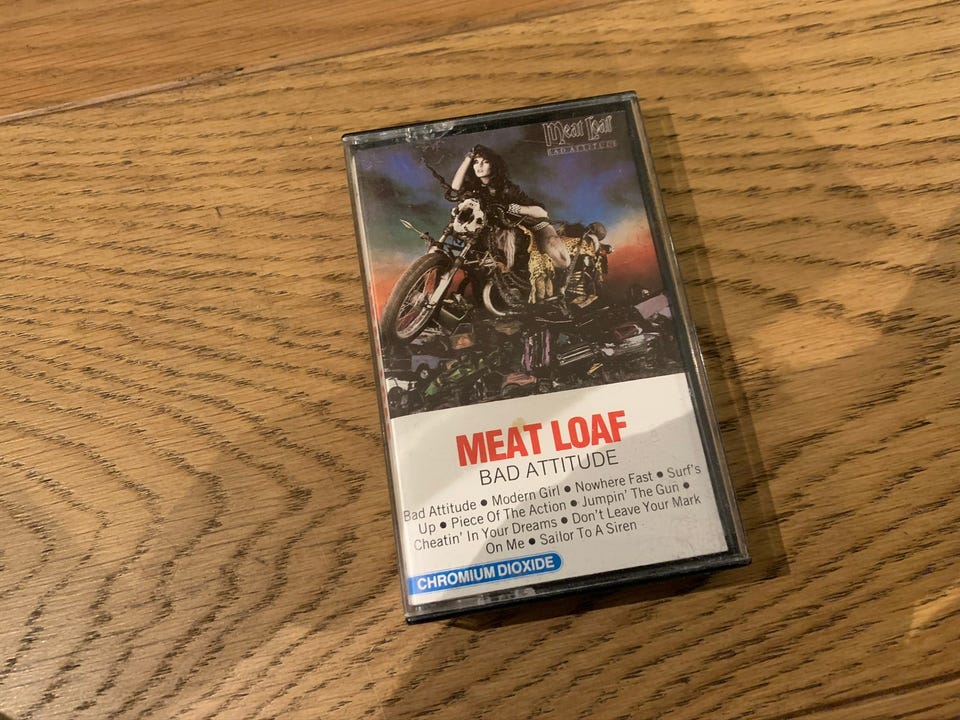 Meat Loaf
BAD ATTITUDE
MEAT LOAF
BAD ATTITUDE
Bad Attitude ● Modern Girl ● Nowhere Fast ● Surf's
Up ● Piece Of The Action ● Jumpin' The Gun ●
Cheatin' In Your Dreams ● Don't Leave Your Mark
On Me ● Sailor To A Siren
CHROMIUM DIOXIDE